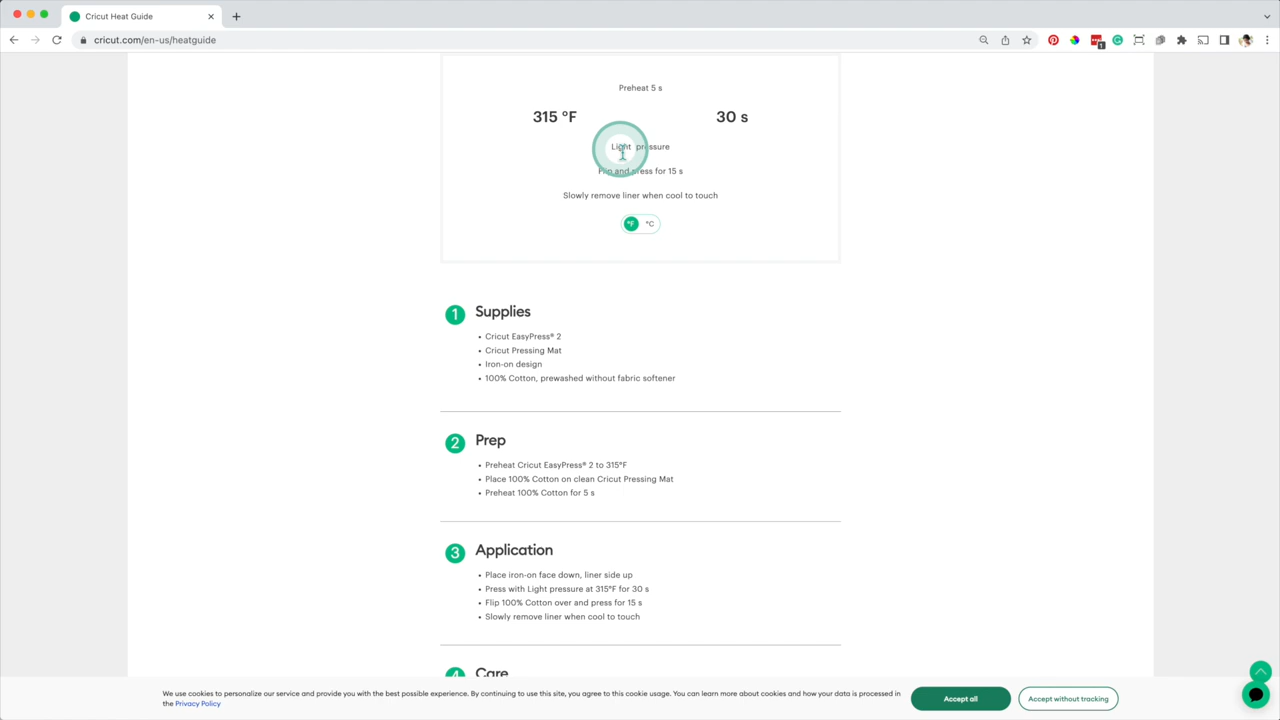 Cricut Heat Guide
cricut.com/en-us/heatguide
1
Preheat 5 s
315 °F
30 s
Light pressure
Flip and press for 15 s
Slowly remove liner when cool to touch
°F °C
1 Supplies
• Cricut EasyPress® 2
• Cricut Pressing Mat
• Iron-on design
• 100% Cotton, prewashed without fabric softener
2 Prep
• Preheat Cricut EasyPress® 2 to 315°F
• Place 100% Cotton on clean Cricut Pressing Mat
• Preheat 100% Cotton for 5 s
3 Application
• Place iron-on face down, liner side up
• Press with Light pressure at 315°F for 30 s
• Flip 100% Cotton over and press for 15 s
• Slowly remove liner when cool to touch
4 Care
We use cookies to personalize our service and provide you with the best possible experience. By continuing to use this site, you agree to this cookie usage. You can learn more about cookies and how your data is processed in
the Privacy Policy
Accept all
Accept without tracking